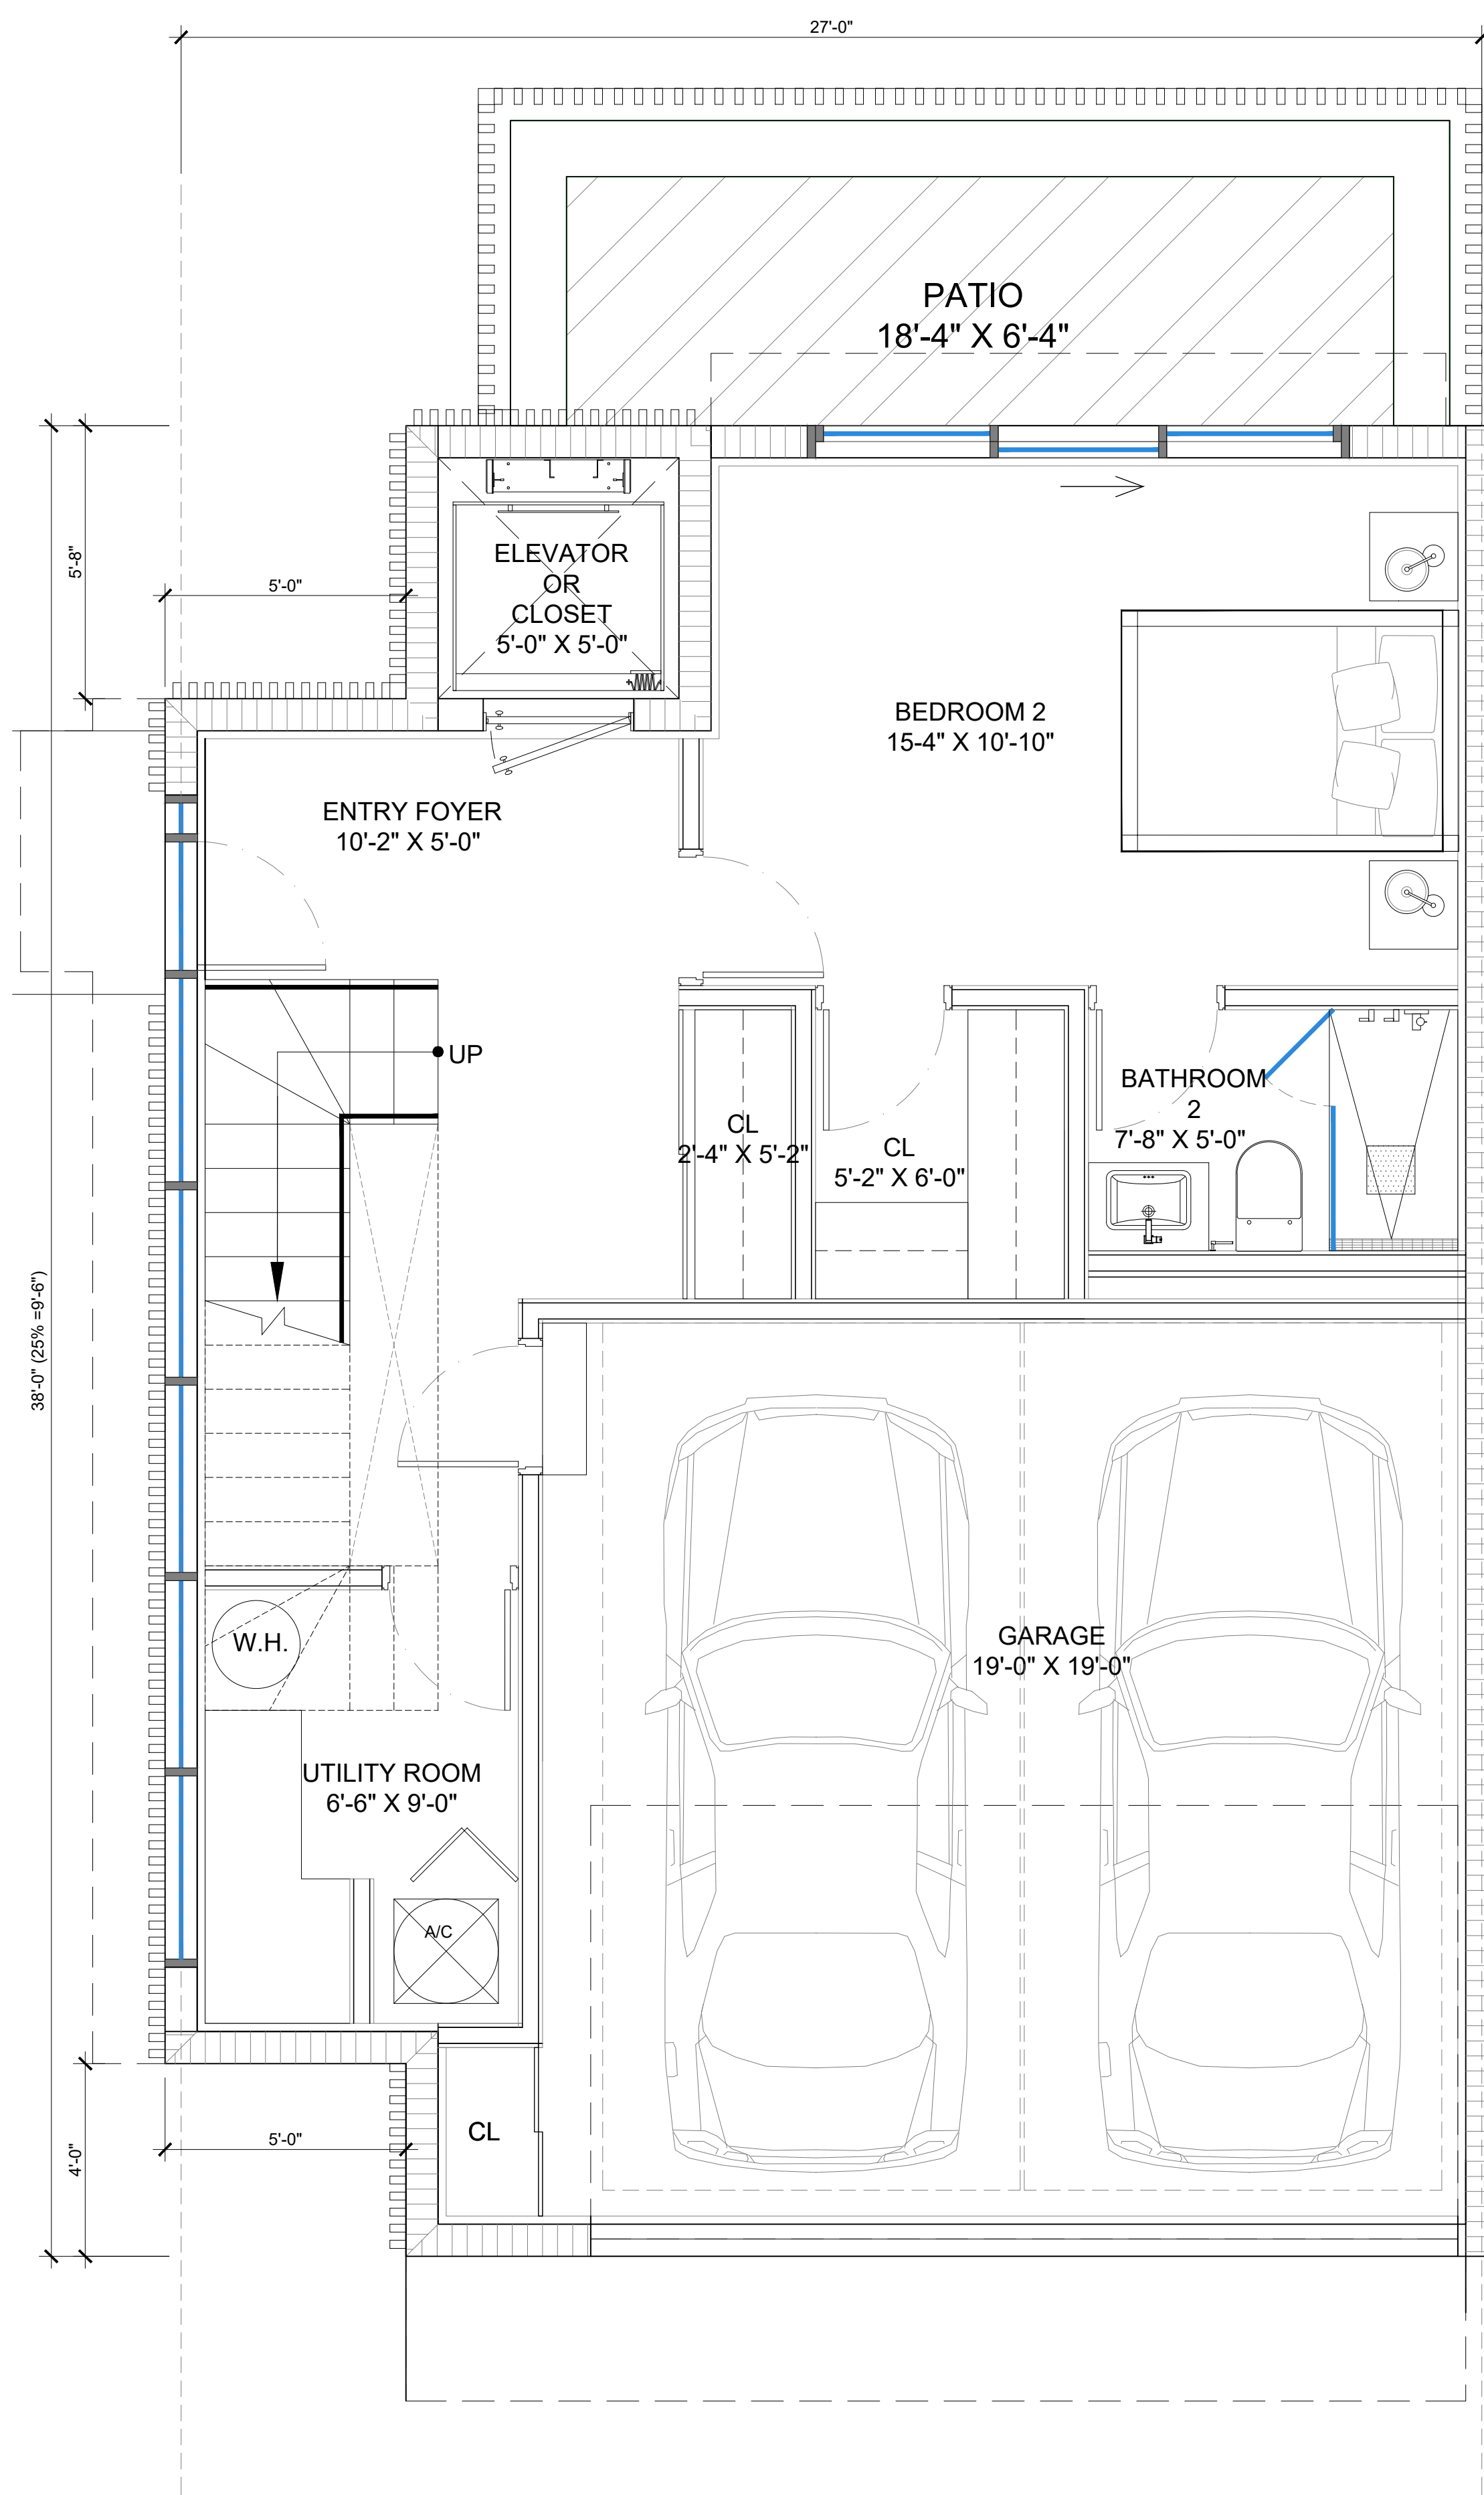 27'-0"
PATIO
18'-4" X 6'-4"
5'-8"
5'-0"
ELEVATOR
OR
CLOSET
5'-0" X 5'-0"
BEDROOM 2
15-4" X 10'-10"
ENTRY FOYER
10'-2" X 5'-0"
UP
BATHROOM
2
7'-8" X 5'-0"
CL
2'-4" X 5'-2"
CL
5'-2" X 6'-0"
38'-0" (25% =9'-6")
W.H.
GARAGE
19'-0" X 19'-0"
UTILITY ROOM
6'-6" X 9'-0"
A/C
CL
5'-0"
4'-0"